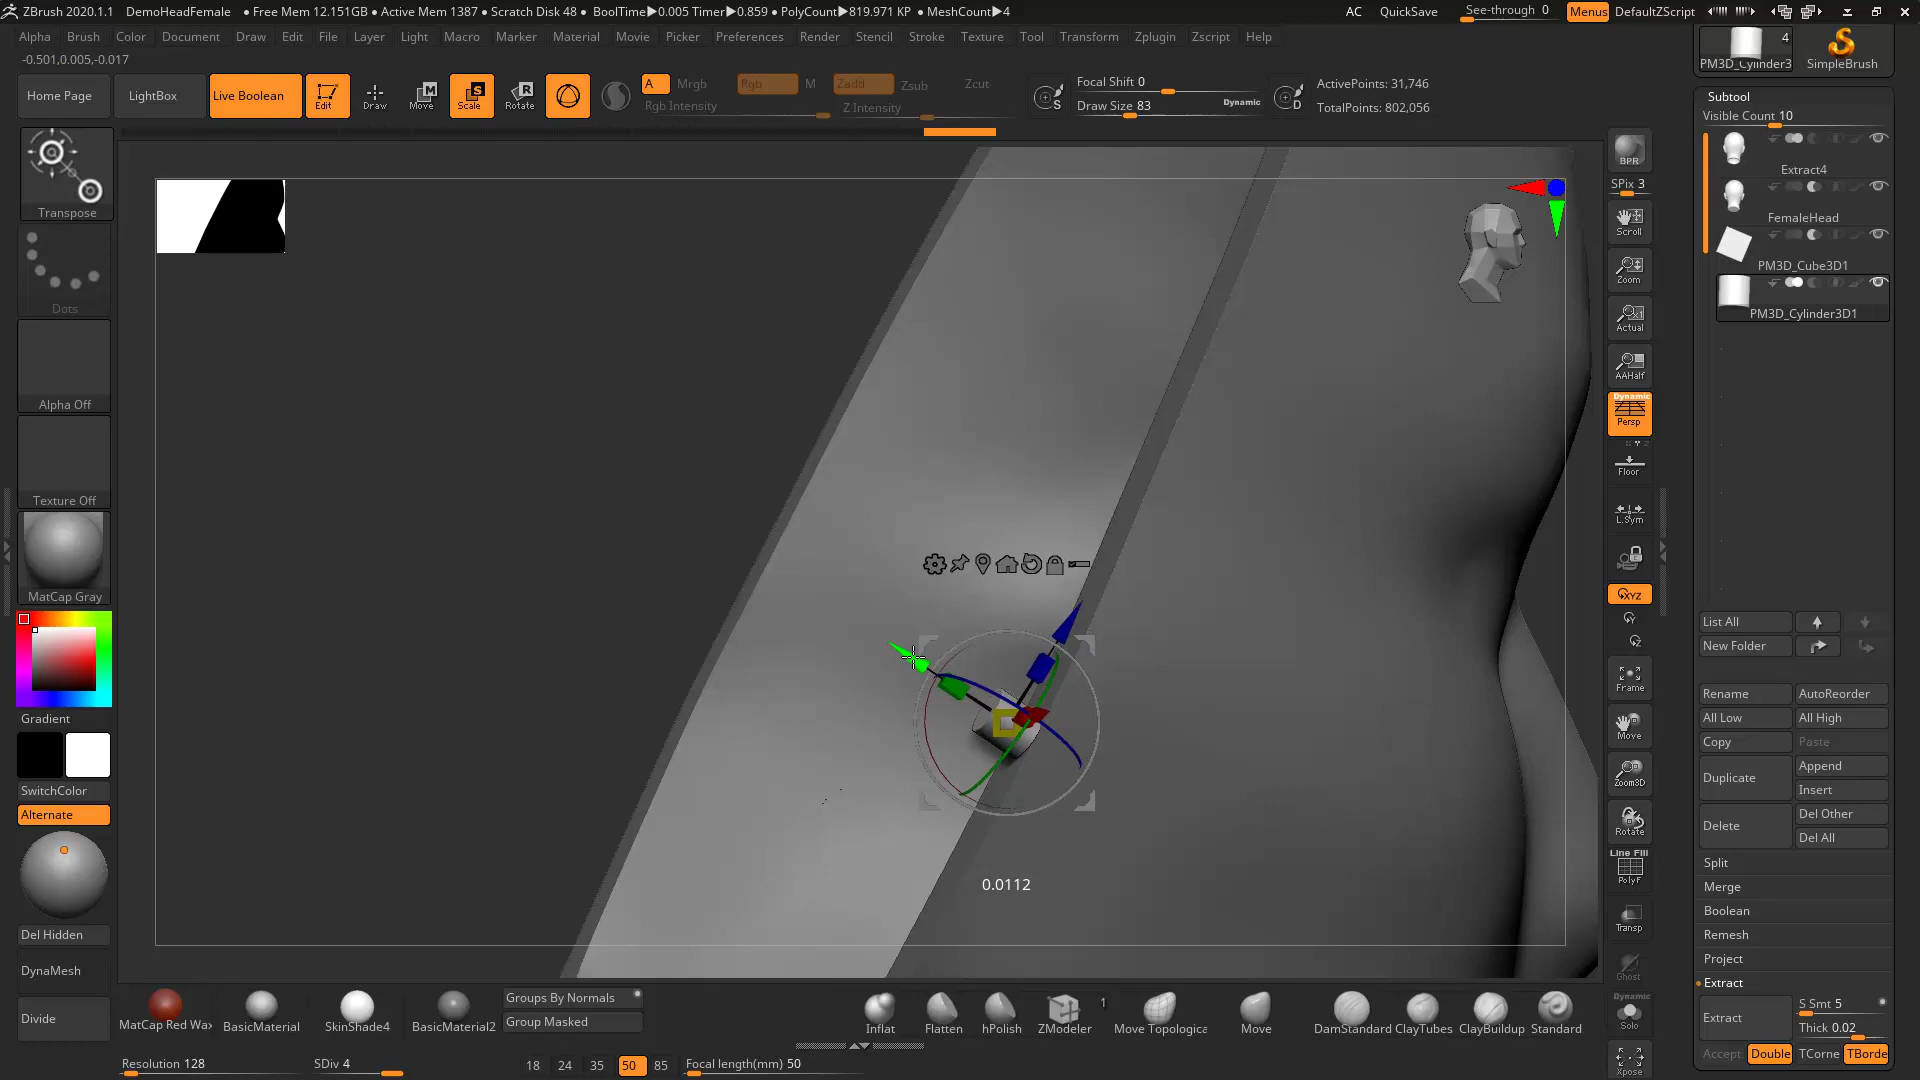 ZBrush 2020.1.1 DemoHeadFemale • Free Mem 12.151GB • Active Mem 1387 • Scratch Disk 48 • BoolTime▶0.005 Timer▶0.859 • PolyCount▶819.971 KP • MeshCount▶4 AC QuickSave See-through 0 Menus DefaultZScript
Alpha Brush Color Document Draw Edit File Layer Light Macro Marker Material Movie Picker Preferences Render Stencil Stroke Texture Tool Transform Zplugin Zscript Help
-0.501,0.005,-0.017
Home Page LightBox Live Boolean Edit Draw Move Scale Rotate
A Mrgb Rgb M Zadd Zsub Zcut
Rgb Intensity Z Intensity
Focal Shift 0
Draw Size 83 Dynamic
S
D
ActivePoints: 31,746
TotalPoints: 802,056
4
PM3D_Cylinder3
SimpleBrush
Subtool
Visible Count 10
Extract4
FemaleHead
PM3D_Cube3D1
PM3D_Cylinder3D1
List All
New Folder
Rename AutoReorder
All Low All High
Copy Paste
Duplicate Append
Insert
Delete Del Other
Del All
Split
Merge
Boolean
Remesh
Project
Extract
Extract S Smt 5
Thick 0.02
Accept Double TCorne TBorde
Transpose
Dots
Alpha Off
Texture Off
MatCap Gray
Gradient
SwitchColor
Alternate
Del Hidden
DynaMesh
Divide
BPR
SPix 3
Scroll
Zoom
Actual
AAHalf
Dynamic
Persp
Floor
L.Sym
XYZ
Frame
Move
Zoom3D
Rotate
Line Fill
PolyF
Transp
Ghost
Dynamic
Solo
Xpose
0.0112
MatCap Red Wax BasicMaterial SkinShade4 BasicMaterial2
Groups By Normals
Group Masked
Inflat Flatten hPolish ZModeler 1 Move Topologica Move DamStandard ClayTubes ClayBuildup Standard
Resolution 128 SDiv 4 18 24 35 50 85 Focal length(mm) 50